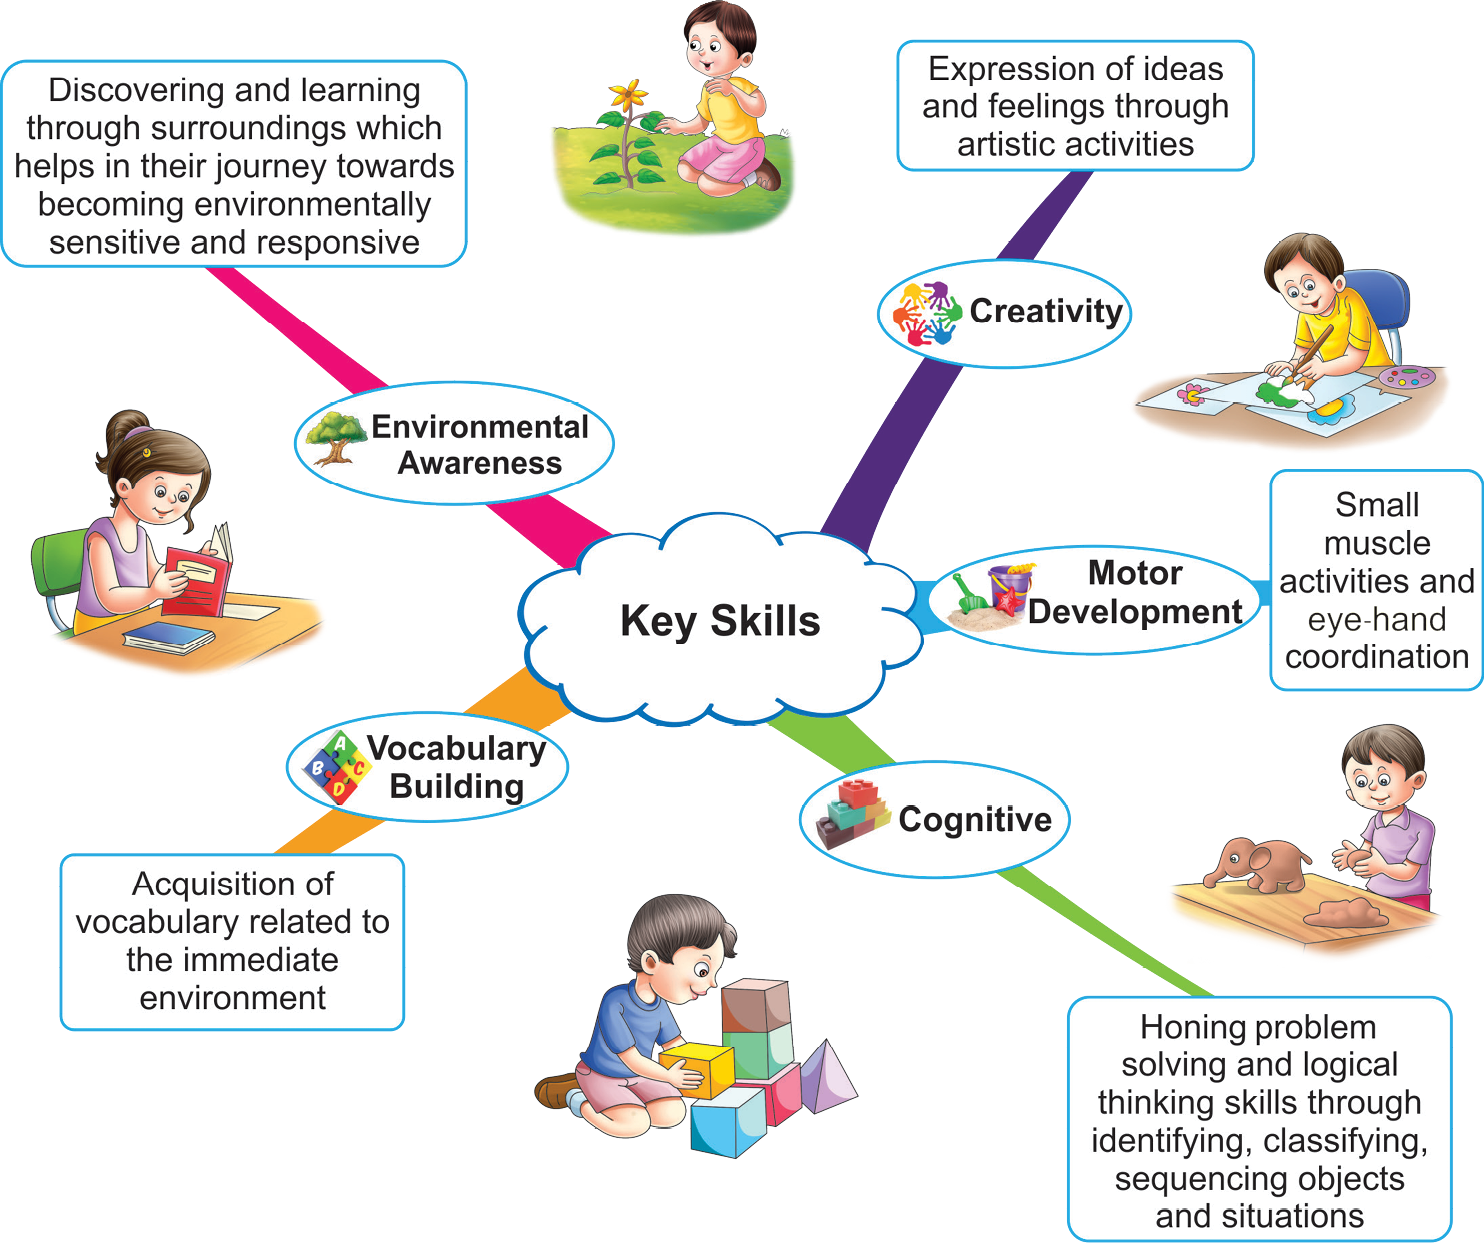 Discovering and learning
through surroundings which
helps in their journey towards
becoming environmentally
sensitive and responsive
Expression of ideas
and feelings through
artistic activities
Creativity
Environmental
Awareness
Small
muscle
activities and
eye-hand
coordination
Motor
Development
Key Skills
Vocabulary
Building
A
B
C
D
Cognitive
Acquisition of
vocabulary related to
the immediate
environment
Honing problem
solving and logical
thinking skills through
identifying, classifying,
sequencing objects
and situations